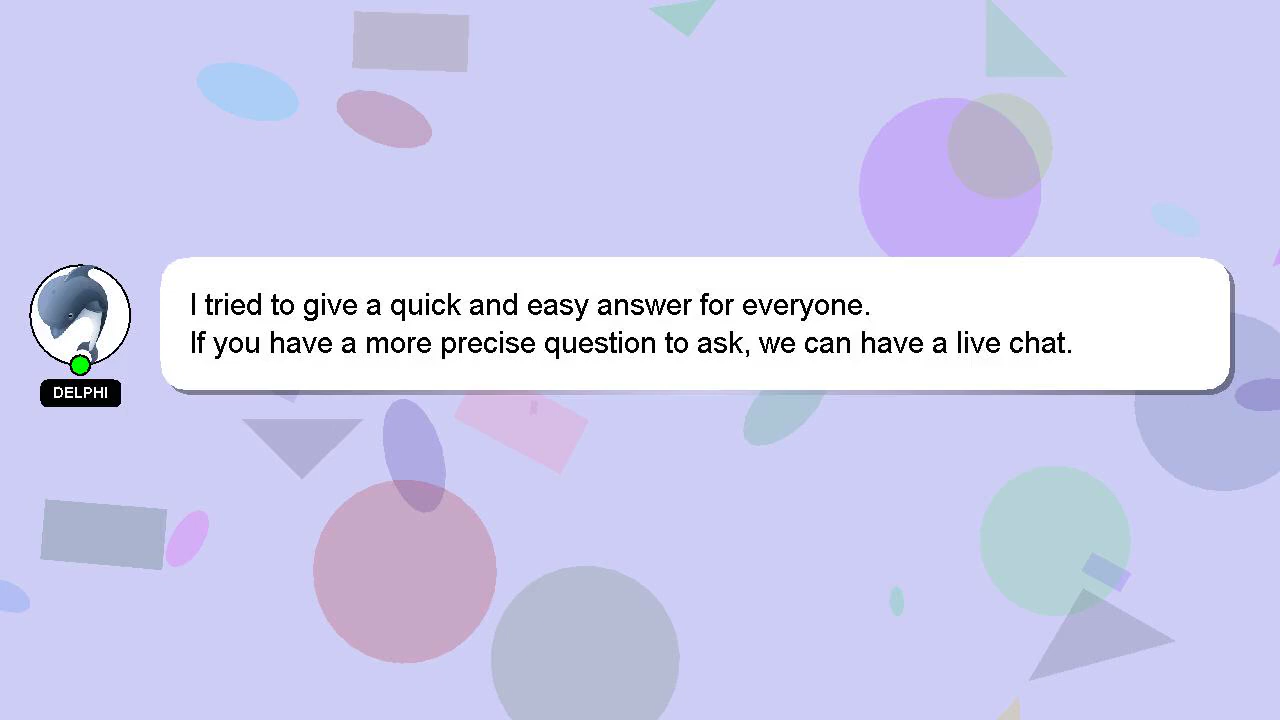 I tried to give a quick and easy answer for everyone.
If you have a more precise question to ask, we can have a live chat.
DELPHI